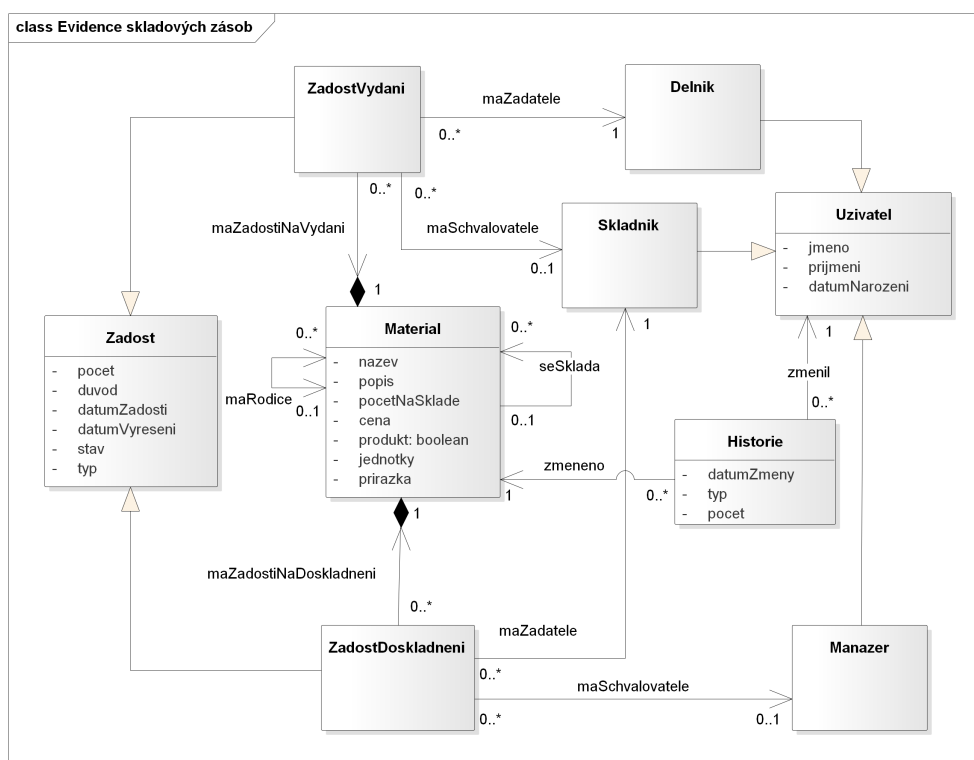 class Evidence skladových zásob
ZadostVydani
maZadatele
0..*
1
Delnik
0..*
0..*
maZadostiNaVydani
1
maSchvalovatele
0..1
Skladnik
Uzivatel
- jmeno
- prijmeni
- datumNarozeni
Zadost
- pocet
- duvod
- datumZadosti
- datumVyreseni
- stav
- typ
0..*
maRodice
0..1
Material
- nazev
- popis
- pocetNaSklade
- cena
- produkt: boolean
- jednotky
- prirazka
0..*
seSklada
0..1
1
1
zmenil
0..*
Historie
- datumZmeny
- typ
- pocet
zmeneno
1
0..*
1
maZadostiNaDoskladneni
0..*
ZadostDoskladneni
maZadatele
0..*
maSchvalovatele
0..*
0..1
Manazer